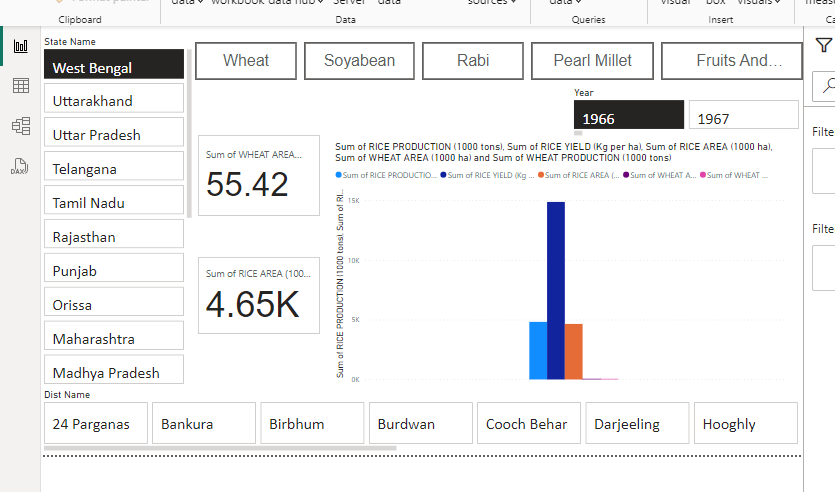 Clipboard
Data
Queries
Insert
State Name
West Bengal
Uttarakhand
Uttar Pradesh
Telangana
Tamil Nadu
Rajasthan
Punjab
Orissa
Maharashtra
Madhya Pradesh
Wheat
Soyabean
Rabi
Pearl Millet
Fruits And...
Year
1966
1967
Sum of WHEAT AREA...
55.42
Sum of RICE AREA (100...
4.65K
Sum of RICE PRODUCTION (1000 tons), Sum of RICE YIELD (Kg per ha), Sum of RICE AREA (1000 ha),
Sum of WHEAT AREA (1000 ha) and Sum of WHEAT PRODUCTION (1000 tons)
Sum of RICE PRODUCTIO... Sum of RICE YIELD (Kg ... Sum of RICE AREA (... Sum of WHEAT A... Sum of WHEAT ...
Sum of RICE PRODUCTION (1000 tons), Sum of RI...
15K
10K
5K
0K
Dist Name
24 Parganas
Bankura
Birbhum
Burdwan
Cooch Behar
Darjeeling
Hooghly
DAX
Filte
Filte